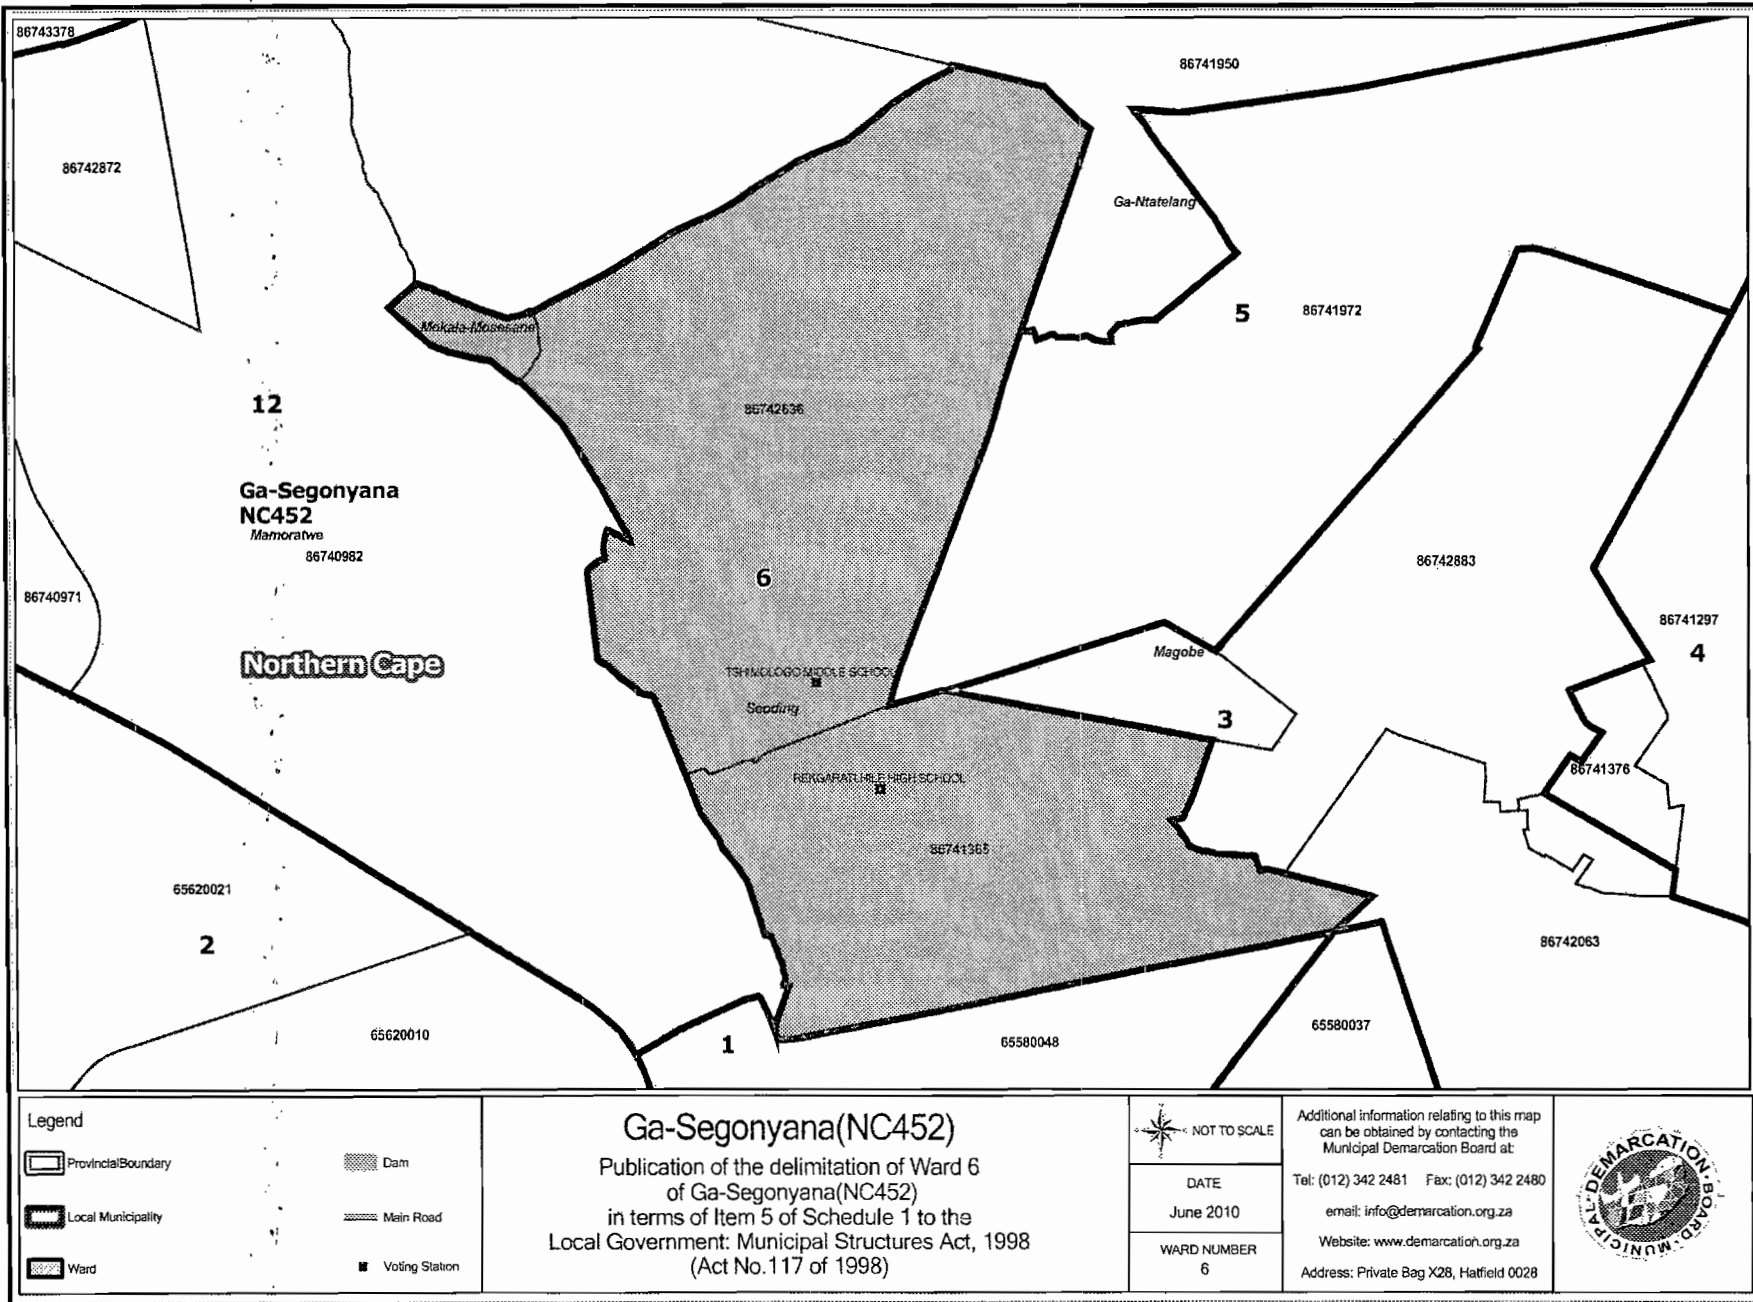 86743378
86741950
86742872
Ga-Ntatelang
5
86741972
Mokala-Mosesane
12
86742636
Ga-Segonyana
NC452
Mamoratwe
86740982
86742883
6
86740971
86741297
4
Northern Cape
Magobe
TSHIMOLOGO MIDDLE SCHOOL
Seoding
3
REKGARATLHILE HIGH SCHOOL
86741376
86741365
65620021
2
86742063
65620010
1
65580048
65580037
Legend
Provincial Boundary
Dam
Local Municipality
Main Road
Ward
Voting Station
Ga-Segonyana(NC452)
Publication of the delimitation of Ward 6
of Ga-Segonyana(NC452)
in terms of Item 5 of Schedule 1 to the
Local Government: Municipal Structures Act, 1998
(Act No.117 of 1998)
NOT TO SCALE
DATE
June 2010
WARD NUMBER
6
Additional information relating to this map
can be obtained by contacting the
Municipal Demarcation Board at:
Tel: (012) 342 2481 Fax: (012) 342 2480
email: info@demarcation.org.za
Website: www.demarcation.org.za
Address: Private Bag X28, Hatfield 0028
MUNICIPAL DEMARCATION BOARD